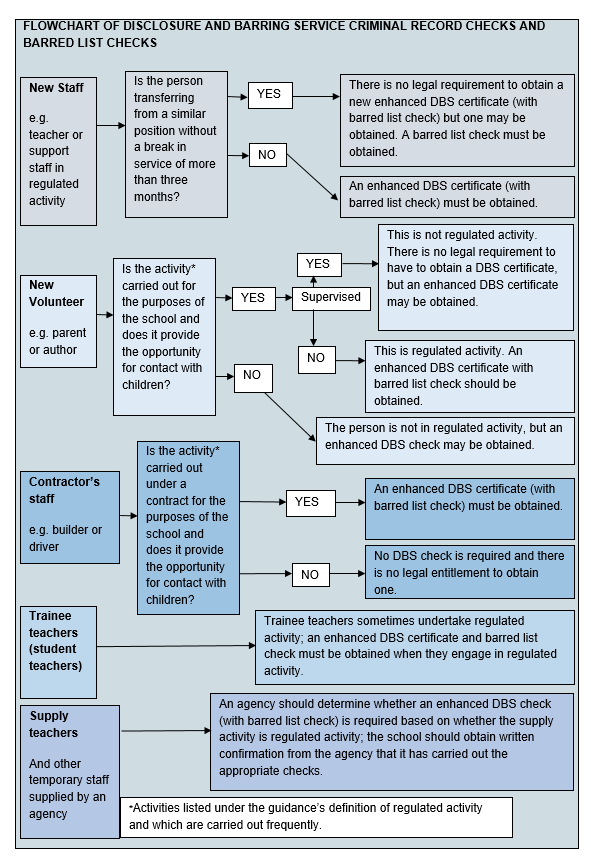 FLOWCHART OF DISCLOSURE AND BARRING SERVICE CRIMINAL RECORD CHECKS AND
BARRED LIST CHECKS
New Staff
e.g.
teacher or
support
staff in
regulated
activity
Is the person
transferring
from a similar
position without
a break in
service of more
than three
months?
YES
There is no legal requirement to obtain a
new enhanced DBS certificate (with
barred list check) but one may be
obtained. A barred list check must be
obtained.
NO
An enhanced DBS certificate (with
barred list check) must be obtained.
New
Volunteer
e.g. parent
or author
Is the activity*
carried out for
the purposes of
the school and
does it provide
the opportunity
for contact with
children?
YES
Supervised
YES
This is not regulated activity.
There is no legal requirement to
have to obtain a DBS certificate,
but an enhanced DBS certificate
may be obtained.
NO
This is regulated activity. An
enhanced DBS certificate with
barred list check should be
obtained.
NO
The person is not in regulated activity, but an
enhanced DBS check may be obtained.
Contractor's
staff
e.g. builder or
driver
Is the activity*
carried out
under a
contract for the
purposes of the
school and
does it provide
the opportunity
for contact with
children?
YES
An enhanced DBS certificate (with
barred list check) must be obtained.
NO
No DBS check is required and there
is no legal entitlement to obtain
one.
Trainee
teachers
(student
teachers)
Trainee teachers sometimes undertake regulated
activity; an enhanced DBS certificate and barred list
check must be obtained when they engage in regulated
activity.
Supply
teachers
And other
temporary staff
supplied by an
agency
An agency should determine whether an enhanced DBS check
(with barred list check) is required based on whether the supply
activity is regulated activity; the school should obtain written
confirmation from the agency that it has carried out the
appropriate checks.
*Activities listed under the guidance's definition of regulated activity
and which are carried out frequently.